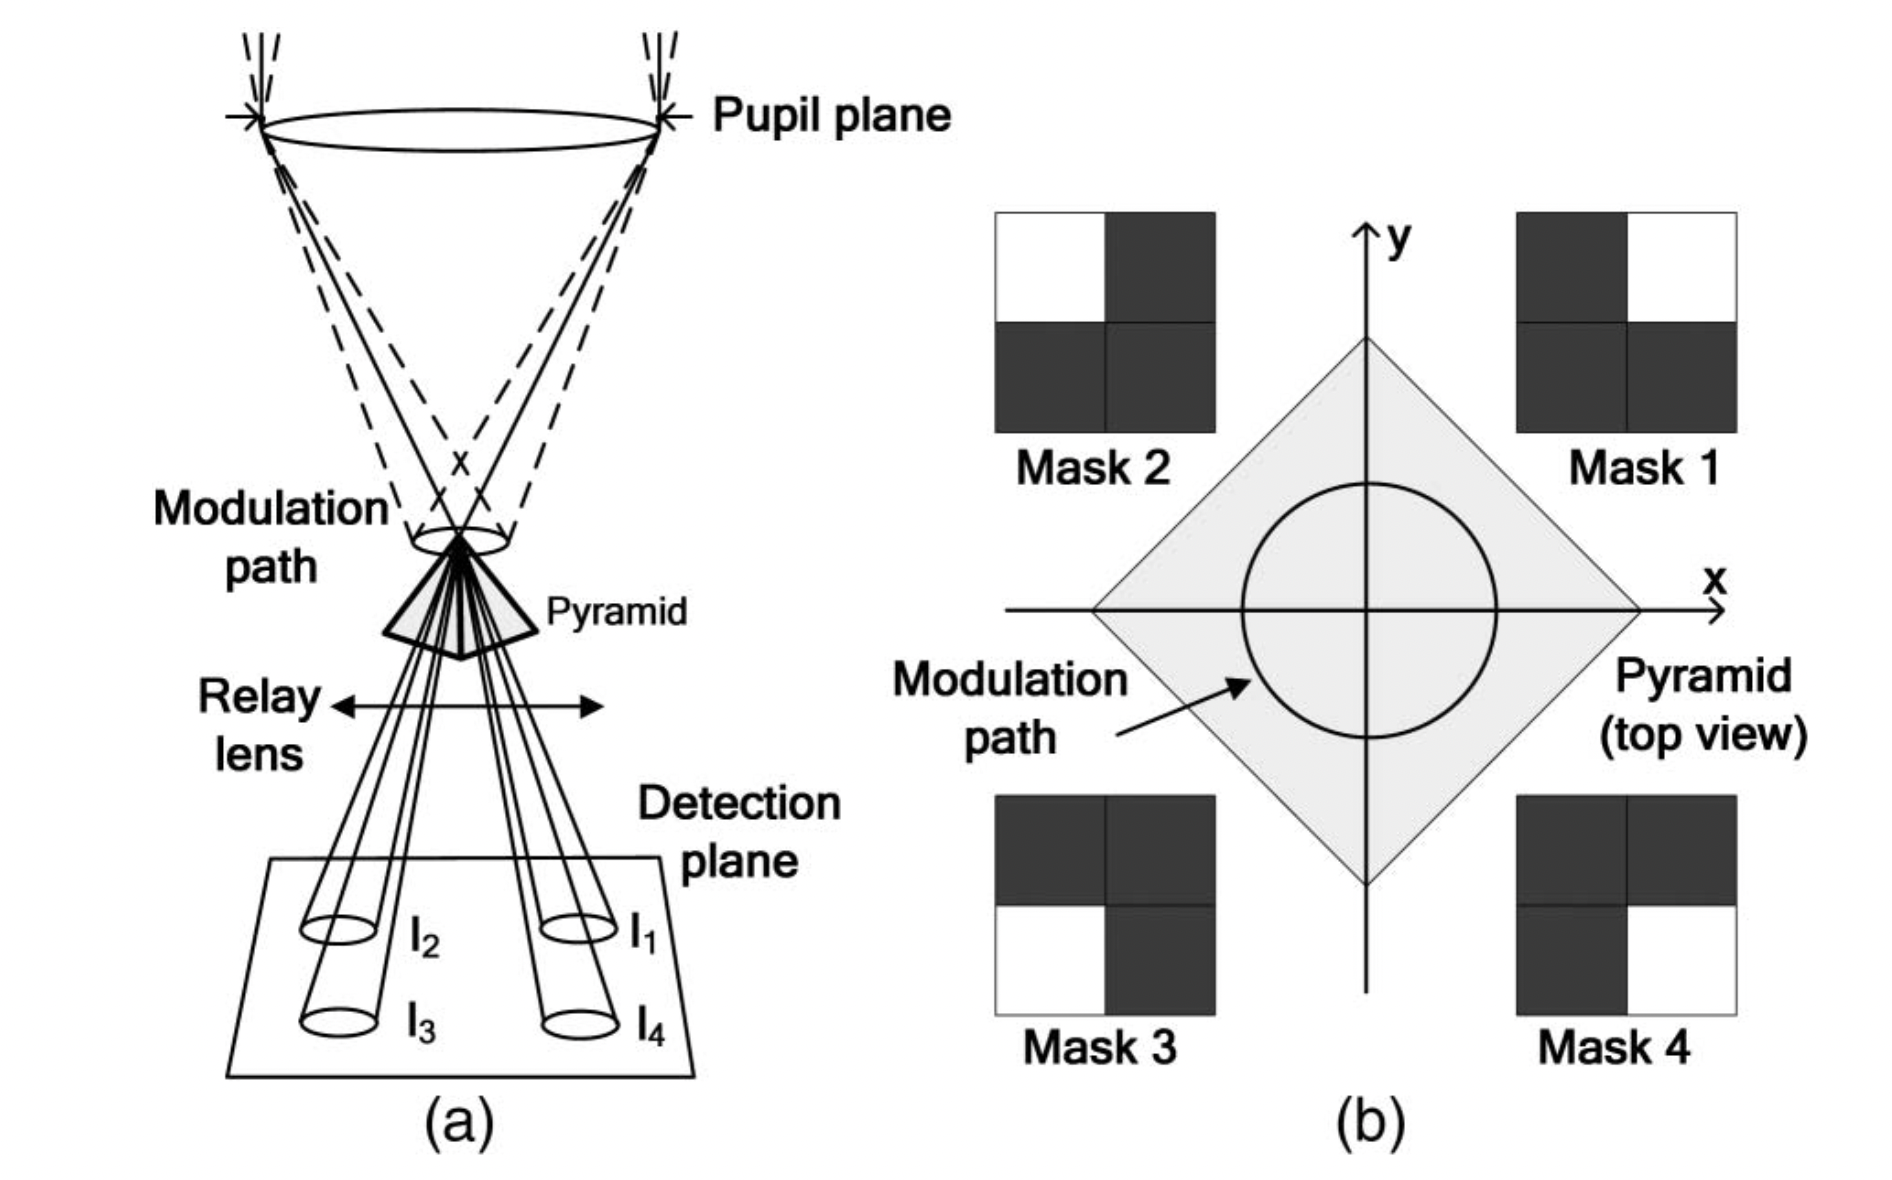 Pupil plane
x
Modulation
path
Pyramid
Relay
lens
Detection
plane
I₂
I₁
I₃
I₄
(a)
y
Mask 2
Mask 1
x
Modulation
path
Pyramid
(top view)
Mask 3
Mask 4
(b)